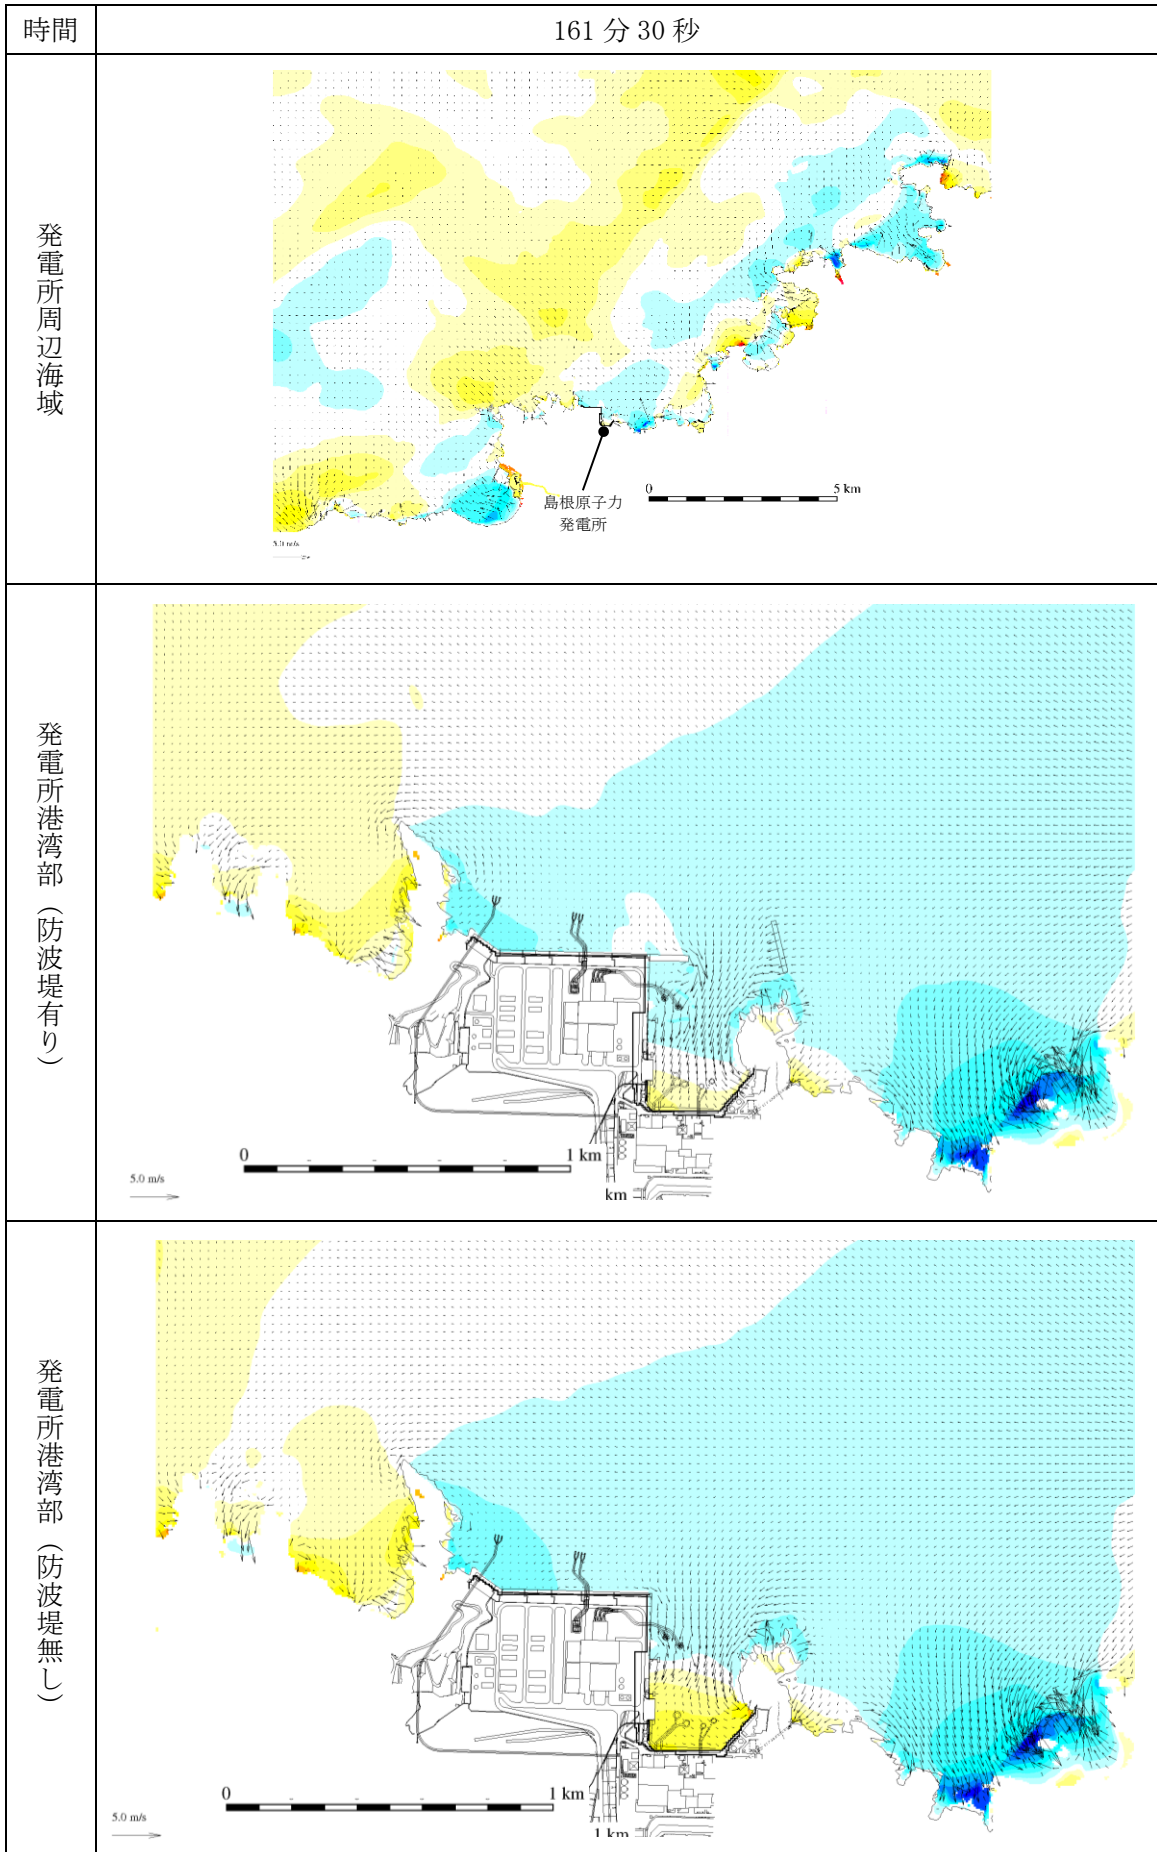 時間
161 分 30 秒
発電所周辺海域
島根原子力
発電所
0
5 km
5.0 m/s
発電所港湾部（防波堤有り）
0
1 km
5.0 m/s
km
発電所港湾部（防波堤無し）
0
1 km
5.0 m/s
1 km